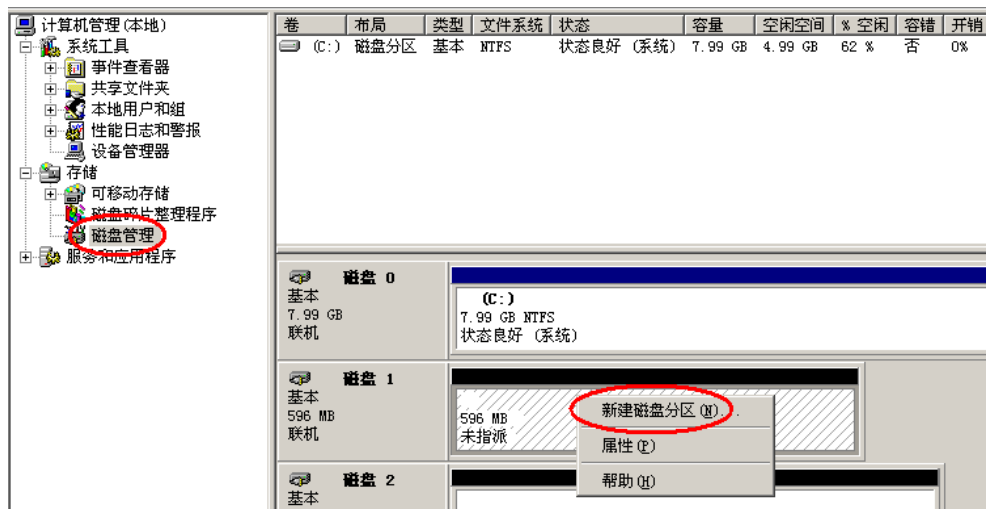 计算机管理(本地)
系统工具
事件查看器
共享文件夹
本地用户和组
性能日志和警报
设备管理器
存储
可移动存储
磁盘碎片整理程序
磁盘管理
服务和应用程序
卷 布局 类型 文件系统 状态 容量 空闲空间 % 空闲 容错 开销
(C:) 磁盘分区 基本 NTFS 状态良好 (系统) 7.99 GB 4.99 GB 62 % 否 0%
磁盘 0
基本
7.99 GB
联机
(C:)
7.99 GB NTFS
状态良好 (系统)
磁盘 1
基本
596 MB
联机
596 MB
未指派
新建磁盘分区(N)...
属性(P)
帮助(H)
磁盘 2
基本